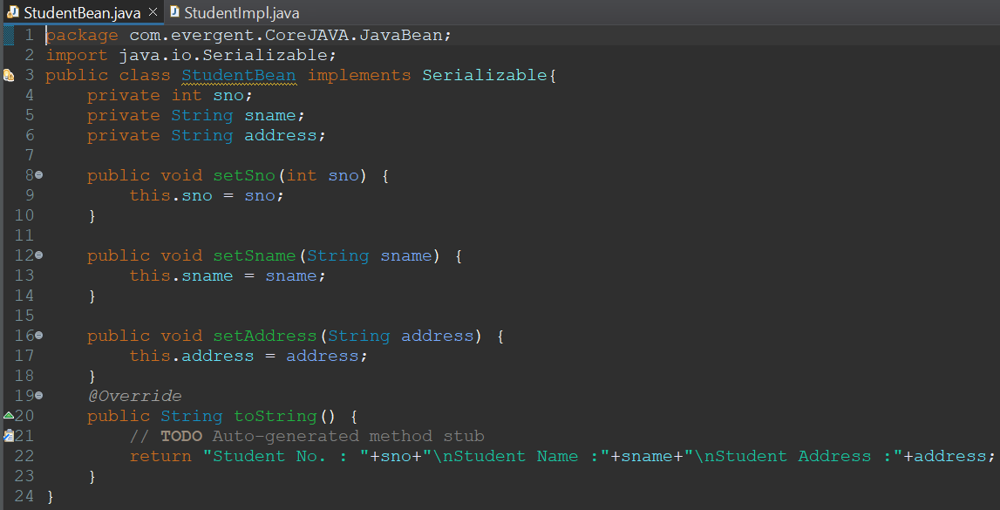 StudentBean.java × StudentImpl.java
1 package com.evergent.CoreJAVA.JavaBean;
2 import java.io.Serializable;
3 public class StudentBean implements Serializable{
4     private int sno;
5     private String sname;
6     private String address;
7
8     public void setSno(int sno) {
9         this.sno = sno;
10     }
11
12     public void setSname(String sname) {
13         this.sname = sname;
14     }
15
16     public void setAddress(String address) {
17         this.address = address;
18     }
19     @Override
20     public String toString() {
21         // TODO Auto-generated method stub
22         return "Student No. : "+sno+"\nStudent Name :"+sname+"\nStudent Address :"+address;
23     }
24 }